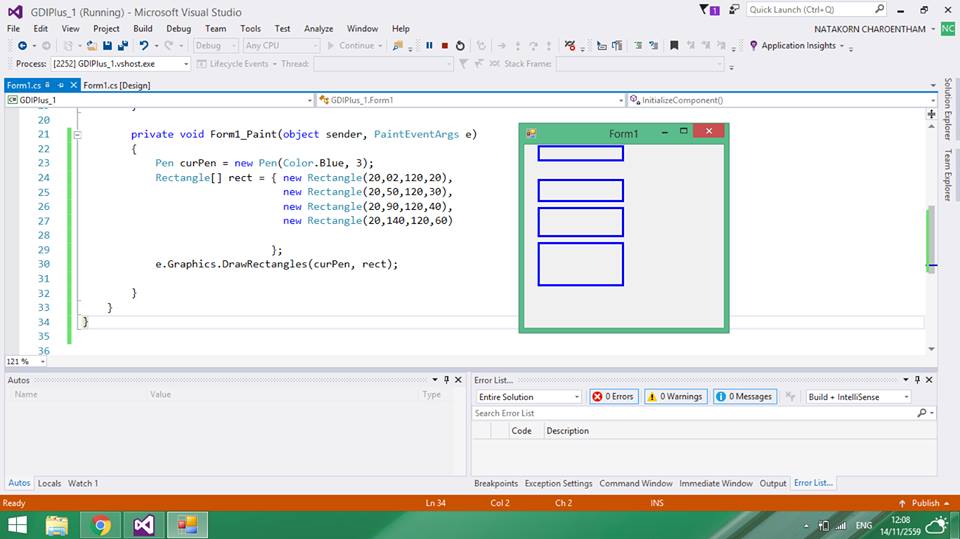 GDIPlus_1 (Running) - Microsoft Visual Studio
1
Quick Launch (Ctrl+Q)
File Edit View Project Build Debug Team Tools Test Analyze Window Help
NATAKORN CHAROENTHAM NC
Debug Any CPU Continue Application Insights
Process: [2252] GDIPlus_1.vshost.exe Lifecycle Events Thread: Stack Frame:
Form1.cs Form1.cs [Design]
GDIPlus_1 GDIPlus_1.Form1 InitializeComponent()
Solution Explorer
Team Explorer
21 private void Form1_Paint(object sender, PaintEventArgs e)
22 {
23 Pen curPen = new Pen(Color.Blue, 3);
24 Rectangle[] rect = { new Rectangle(20,02,120,20),
25 new Rectangle(20,50,120,30),
26 new Rectangle(20,90,120,40),
27 new Rectangle(20,140,120,60)
28
29 };
30 e.Graphics.DrawRectangles(curPen, rect);
31
32 }
33 }
34 }
35
36
Form1
121 %
Autos
Name Value Type
Autos Locals Watch 1
Error List...
Entire Solution 0 Errors 0 Warnings 0 Messages Build + IntelliSense
Search Error List
Code Description
Breakpoints Exception Settings Command Window Immediate Window Output Error List...
Ready Ln 34 Col 2 Ch 2 INS Publish
ENG
12:08
14/11/2559